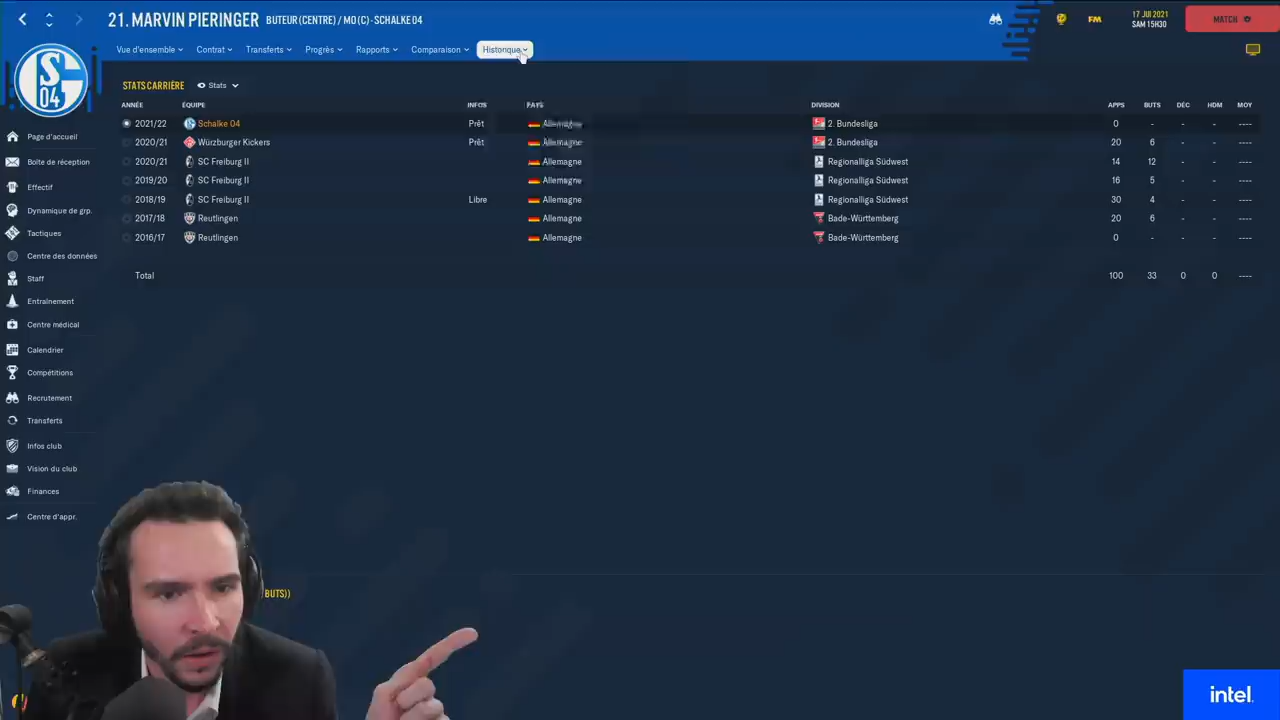 21. MARVIN PIERINGER BUTEUR (CENTRE) / MO (C) - SCHALKE 04
17 JUI 2021
SAM 15H30
FM
MATCH
Vue d'ensemble Contrat Transferts Progrès Rapports Comparaison Historique
S
04
STATS CARRIÈRE Stats
ANNÉE ÉQUIPE INFOS PAYS DIVISION APPS BUTS DÉC HDM MOY
2021/22 Schalke 04 Prêt Allemagne 2. Bundesliga 0 - - - ----
2020/21 Würzburger Kickers Prêt Allemagne 2. Bundesliga 20 6 - - ----
2020/21 SC Freiburg II Allemagne Regionalliga Südwest 14 12 - - ----
2019/20 SC Freiburg II Allemagne Regionalliga Südwest 16 5 - - ----
2018/19 SC Freiburg II Libre Allemagne Regionalliga Südwest 30 4 - - ----
2017/18 Reutlingen Allemagne Bade-Württemberg 20 6 - - ----
2016/17 Reutlingen Allemagne Bade-Württemberg 0 - - - ----
Total 100 33 0 0 ----
Page d'accueil
Boîte de réception
Effectif
Dynamique de grp.
Tactiques
Centre des données
Staff
Entraînement
Centre médical
Calendrier
Compétitions
Recrutement
Transferts
Infos club
Vision du club
Finances
Centre d'appr.
BUTS))
intel.